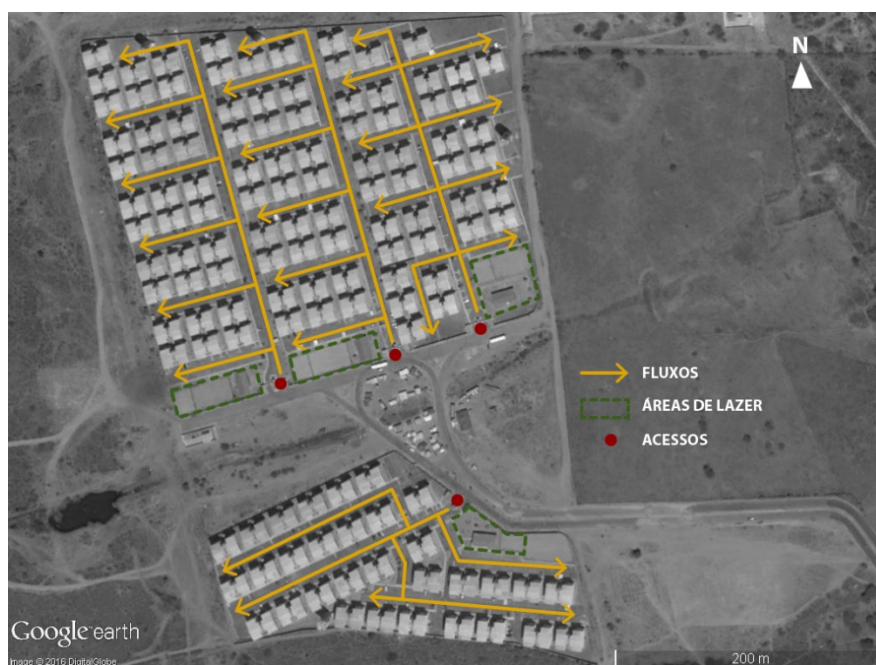 N
FLUXOS
ÁREAS DE LAZER
ACESSOS
Google earth
Image © 2016 DigitalGlobe
200 m